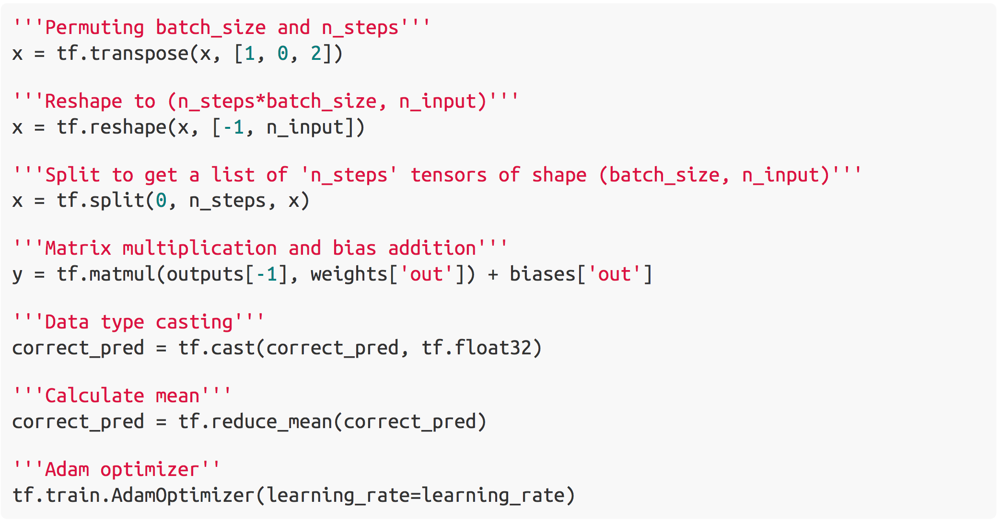 '''Permuting batch_size and n_steps'''
x = tf.transpose(x, [1, 0, 2])
'''Reshape to (n_steps*batch_size, n_input)'''
x = tf.reshape(x, [-1, n_input])
'''Split to get a list of 'n_steps' tensors of shape (batch_size, n_input)'''
x = tf.split(0, n_steps, x)
'''Matrix multiplication and bias addition'''
y = tf.matmul(outputs[-1], weights['out']) + biases['out']
'''Data type casting'''
correct_pred = tf.cast(correct_pred, tf.float32)
'''Calculate mean'''
correct_pred = tf.reduce_mean(correct_pred)
'''Adam optimizer''
tf.train.AdamOptimizer(learning_rate=learning_rate)